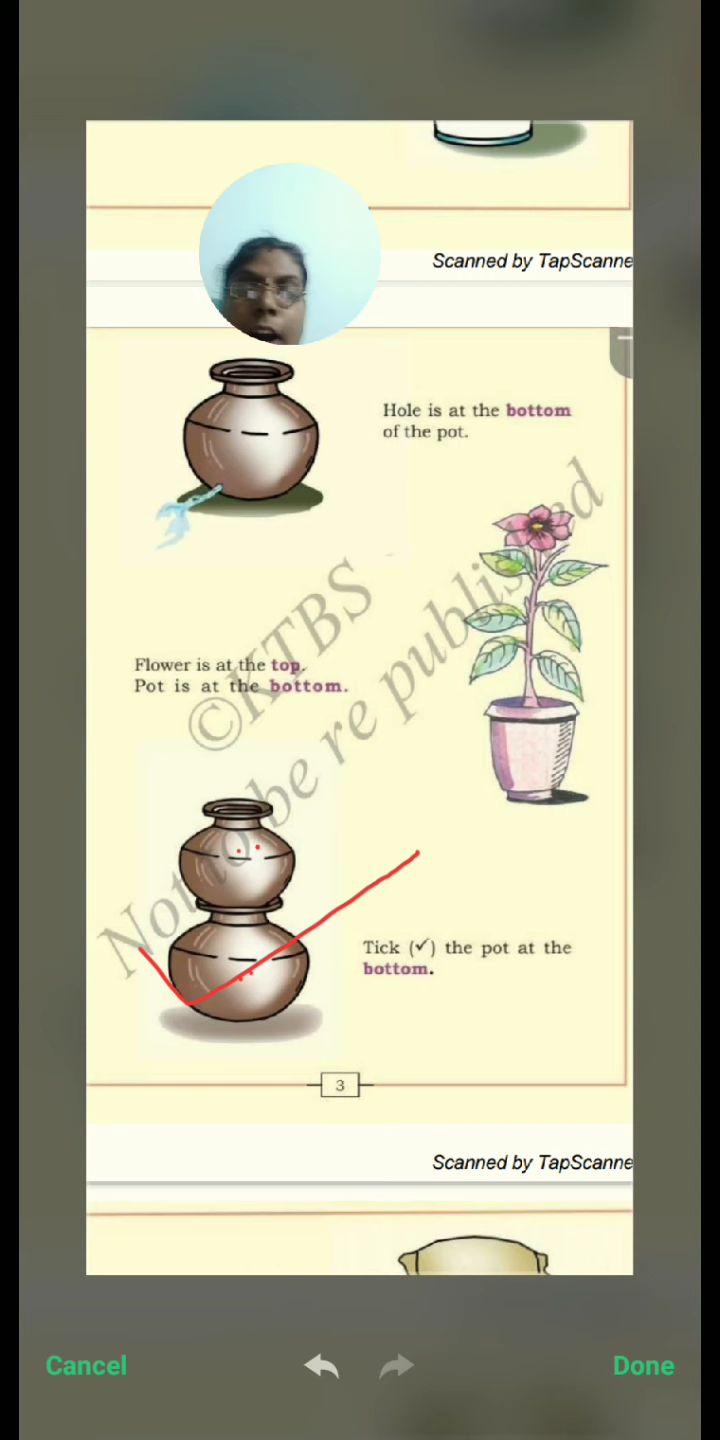 Scanned by TapScanne
Hole is at the bottom
of the pot.
Flower is at the top.
Pot is at the bottom.
©KTBS
Not to be re published
Tick (✓) the pot at the
bottom.
3
Scanned by TapScanne
Cancel
Done